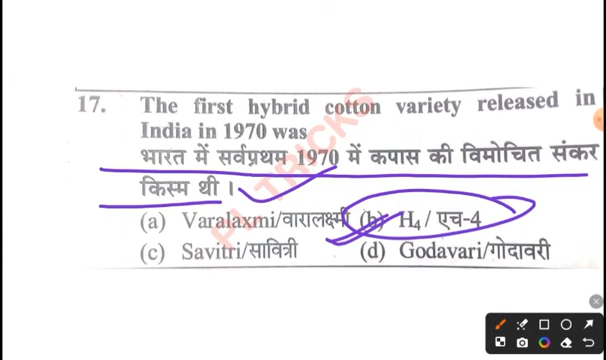 17. The first hybrid cotton variety released in
India in 1970 was
भारत में सर्वप्रथम 1970 में कपास की विमोचित संकर
किस्म थी ।
(a) Varalaxmi/वारालक्ष्मी (b) H₄ / एच-4
(c) Savitri/सावित्री (d) Godavari/गोदावरी